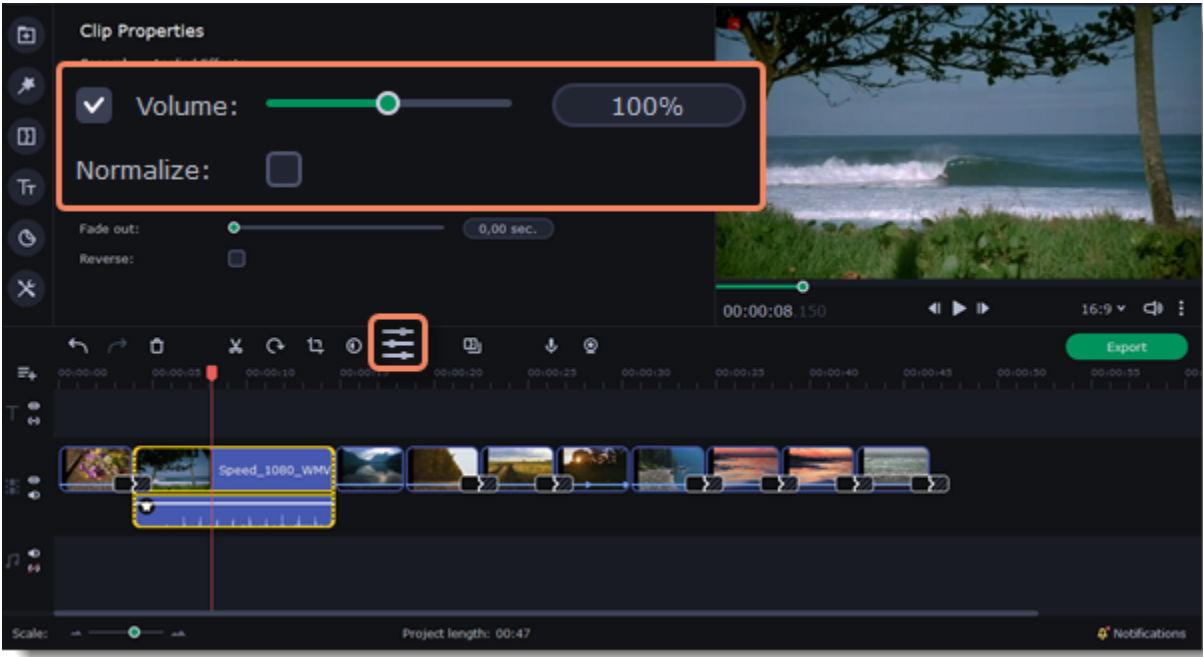 Clip Properties
Volume: 100%
Normalize:
Fade out: 0,00 sec.
Reverse:
00:00:08.150
16:9
Export
00:00:00 00:00:05 00:00:10 00:00:15 00:00:20 00:00:25 00:00:30 00:00:35 00:00:40 00:00:45 00:00:50 00:00:55
Speed_1080_WMV
Scale: Project length: 00:47 Notifications